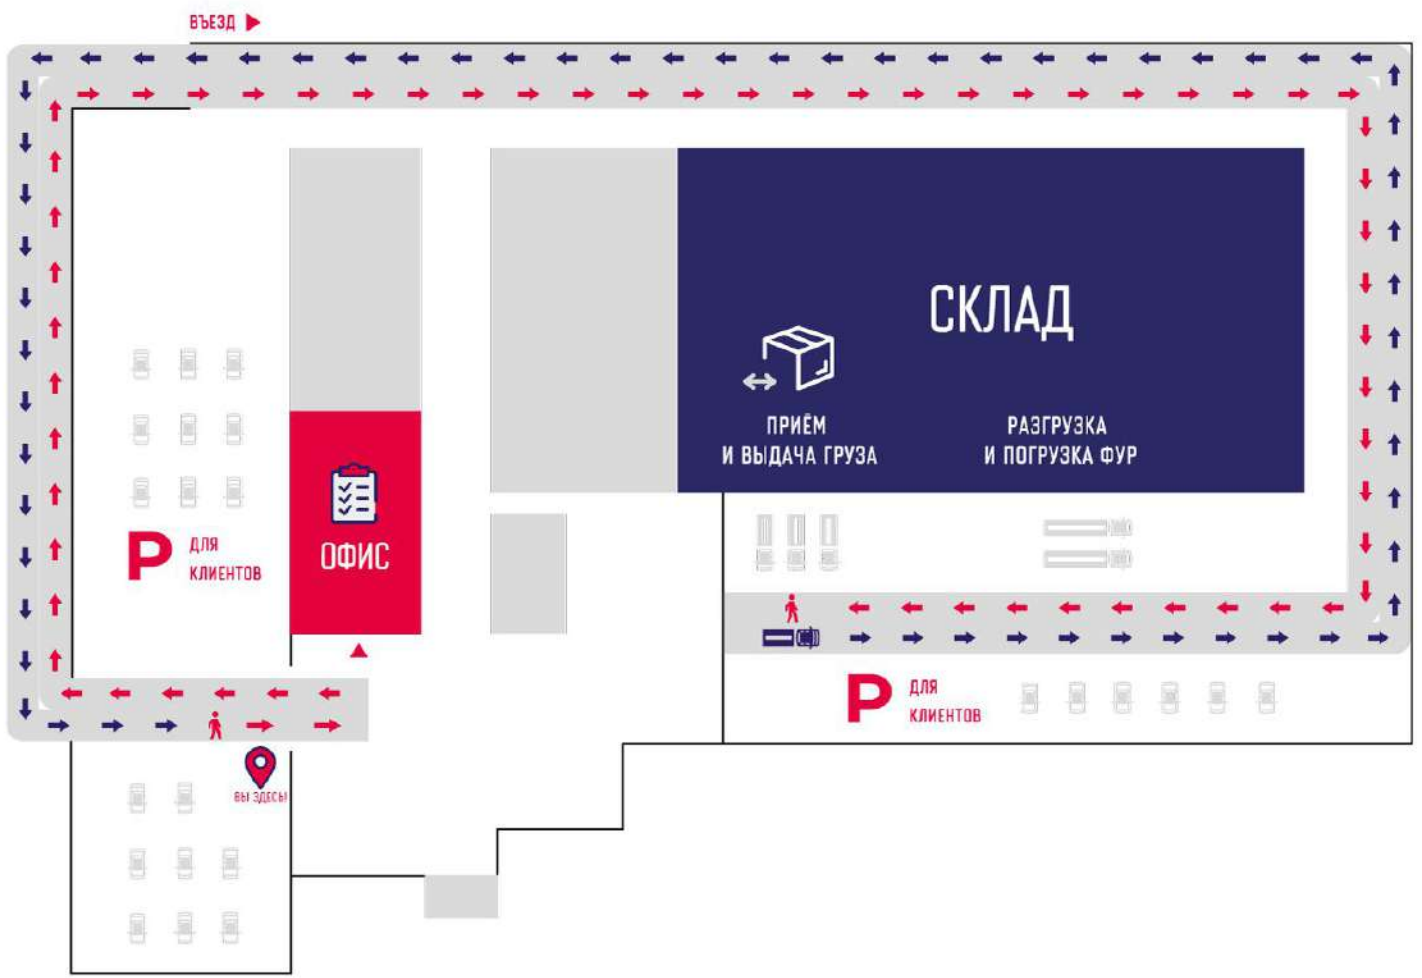 ВЪЕЗД
СКЛАД
ПРИЁМ
И ВЫДАЧА ГРУЗА
РАЗГРУЗКА
И ПОГРУЗКА ФУР
ОФИС
Р ДЛЯ
КЛИЕНТОВ
Р ДЛЯ
КЛИЕНТОВ
ВЫ ЗДЕСЬ!